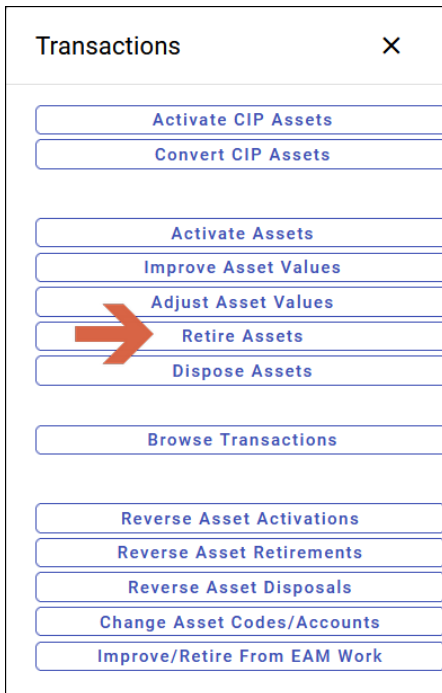 Transactions
Activate CIP Assets
Convert CIP Assets
Activate Assets
Improve Asset Values
Adjust Asset Values
Retire Assets
Dispose Assets
Browse Transactions
Reverse Asset Activations
Reverse Asset Retirements
Reverse Asset Disposals
Change Asset Codes/Accounts
Improve/Retire From EAM Work